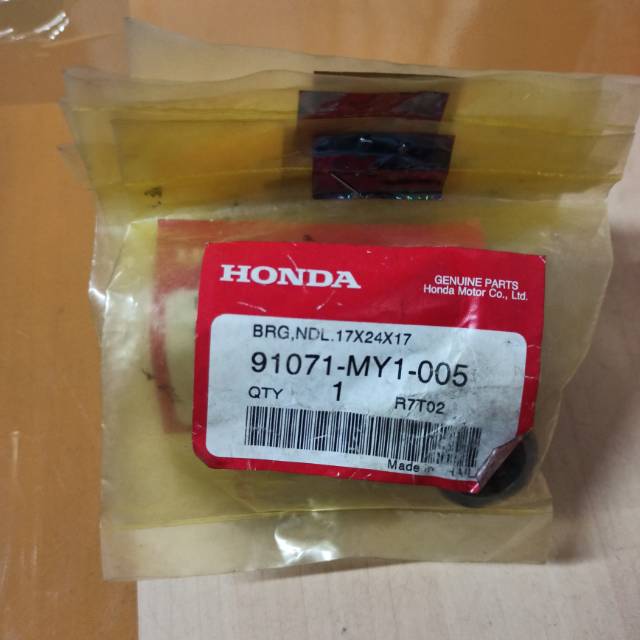 HONDA
GENUINE PARTS
Honda Motor Co., Ltd.
BRG,NDL.17X24X17
91071-MY1-005
QTY 1 R7T02
Made